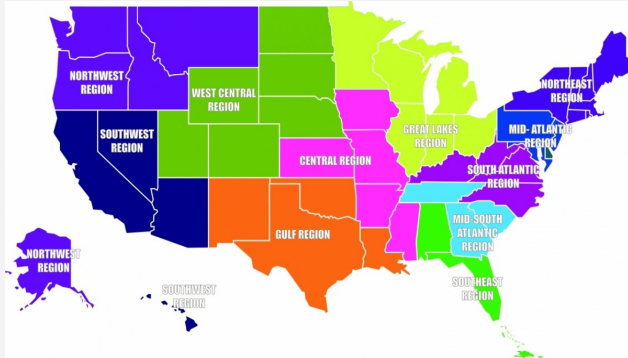 NORTHWEST
REGION
WEST CENTRAL
REGION
NORTHEAST
REGION
SOUTHWEST
REGION
GREAT LAKES
REGION
MID- ATLANTIC
REGION
CENTRAL REGION
SOUTH ATLANTIC
REGION
GULF REGION
MID-SOUTH
ATLANTIC
REGION
NORTHWEST
REGION
SOUTHWEST
REGION
SOUTHEAST
REGION